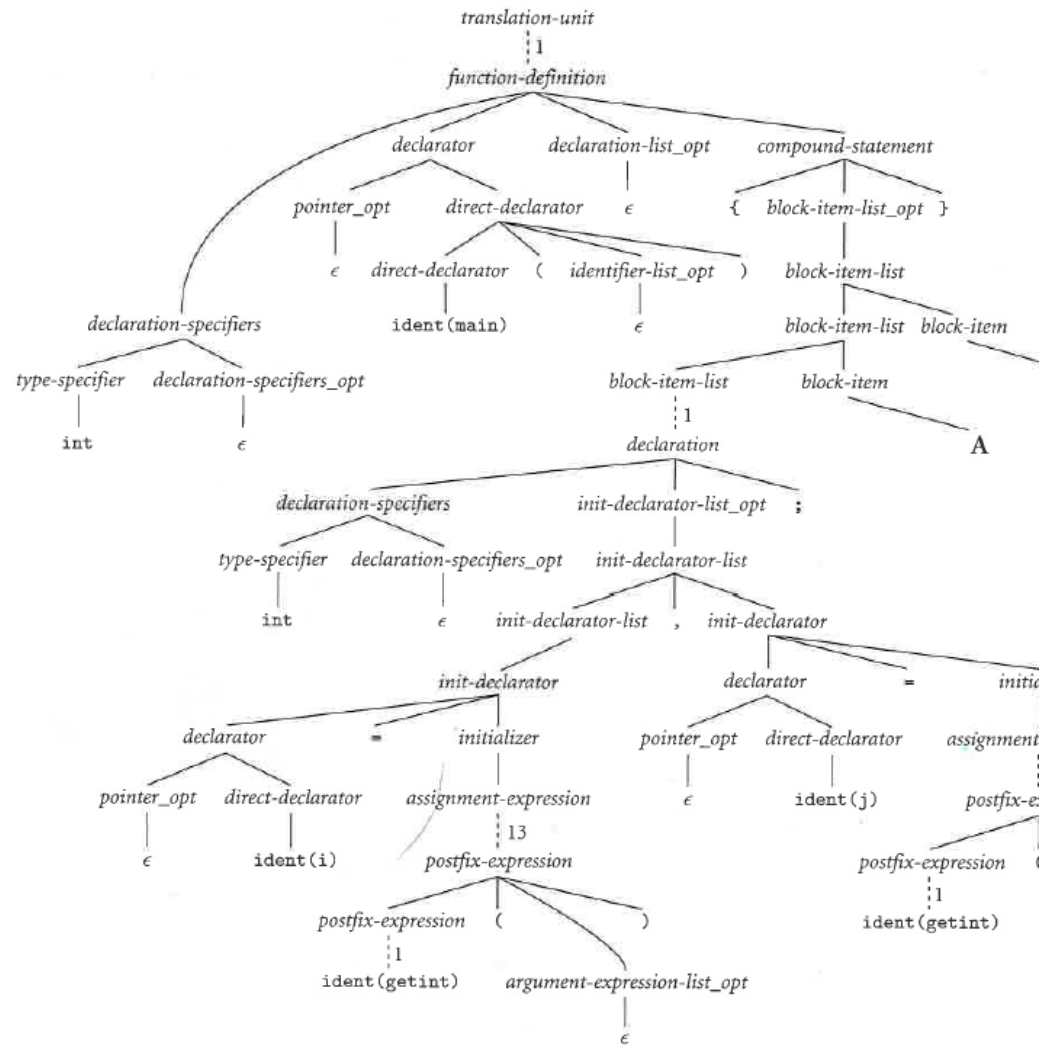 translation-unit
1
function-definition
declarator declaration-list_opt compound-statement
pointer_opt direct-declarator ϵ { block-item-list_opt }
ϵ direct-declarator ( identifier-list_opt ) block-item-list
declaration-specifiers ident(main) ϵ block-item-list block-item
type-specifier declaration-specifiers_opt block-item-list block-item
1
int ϵ declaration A
declaration-specifiers init-declarator-list_opt ;
type-specifier declaration-specifiers_opt init-declarator-list
int ϵ init-declarator-list , init-declarator
init-declarator declarator = initia
declarator = initializer pointer_opt direct-declarator assignment
pointer_opt direct-declarator assignment-expression ϵ ident(j) postfix-e
13
ϵ ident(i) postfix-expression postfix-expression (
1
postfix-expression ( ) ident(getint)
1
ident(getint) argument-expression-list_opt
ϵ